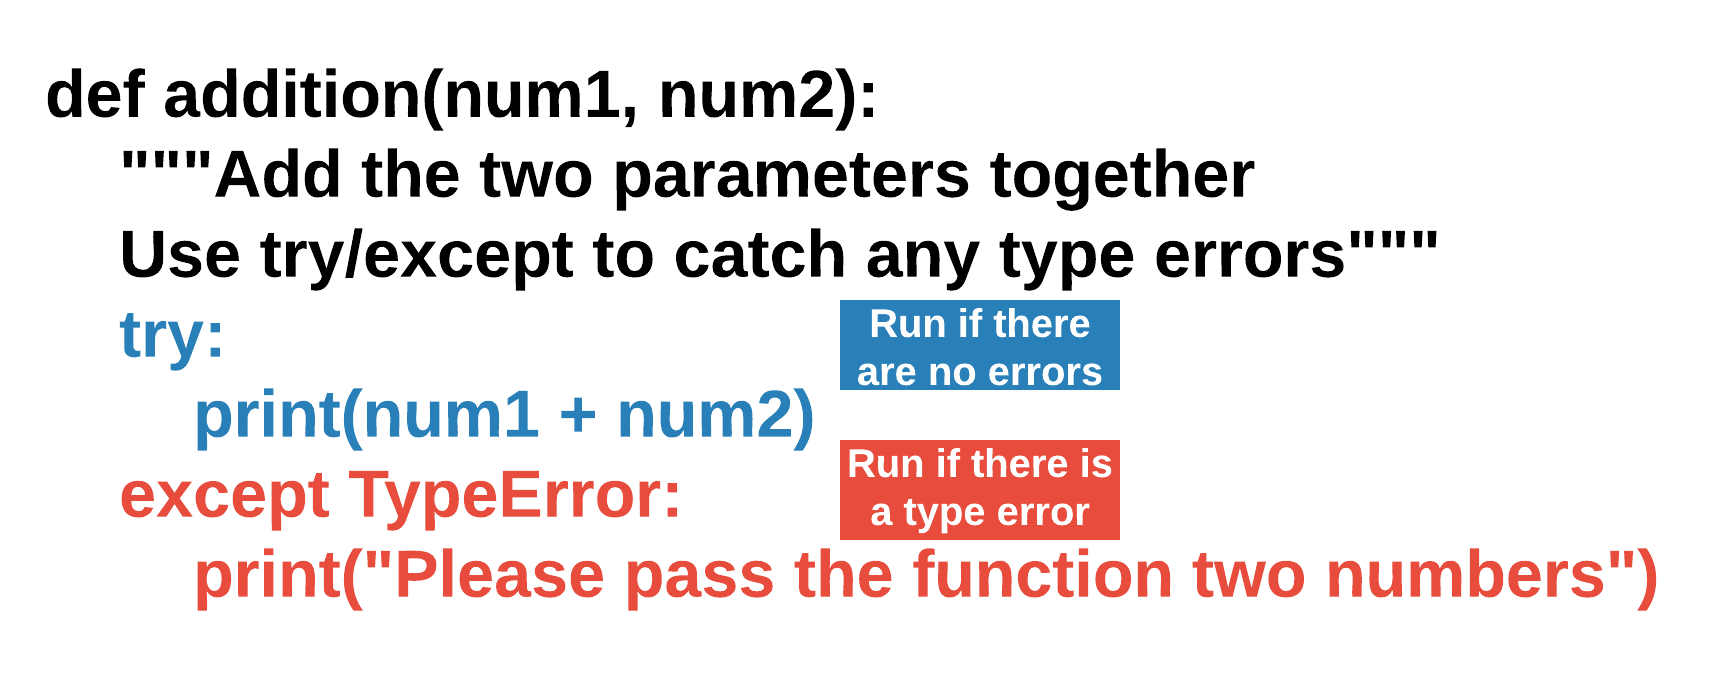 def addition(num1, num2):
"""Add the two parameters together
Use try/except to catch any type errors"""
try:
Run if there
are no errors
print(num1 + num2)
except TypeError:
Run if there is
a type error
print("Please pass the function two numbers")